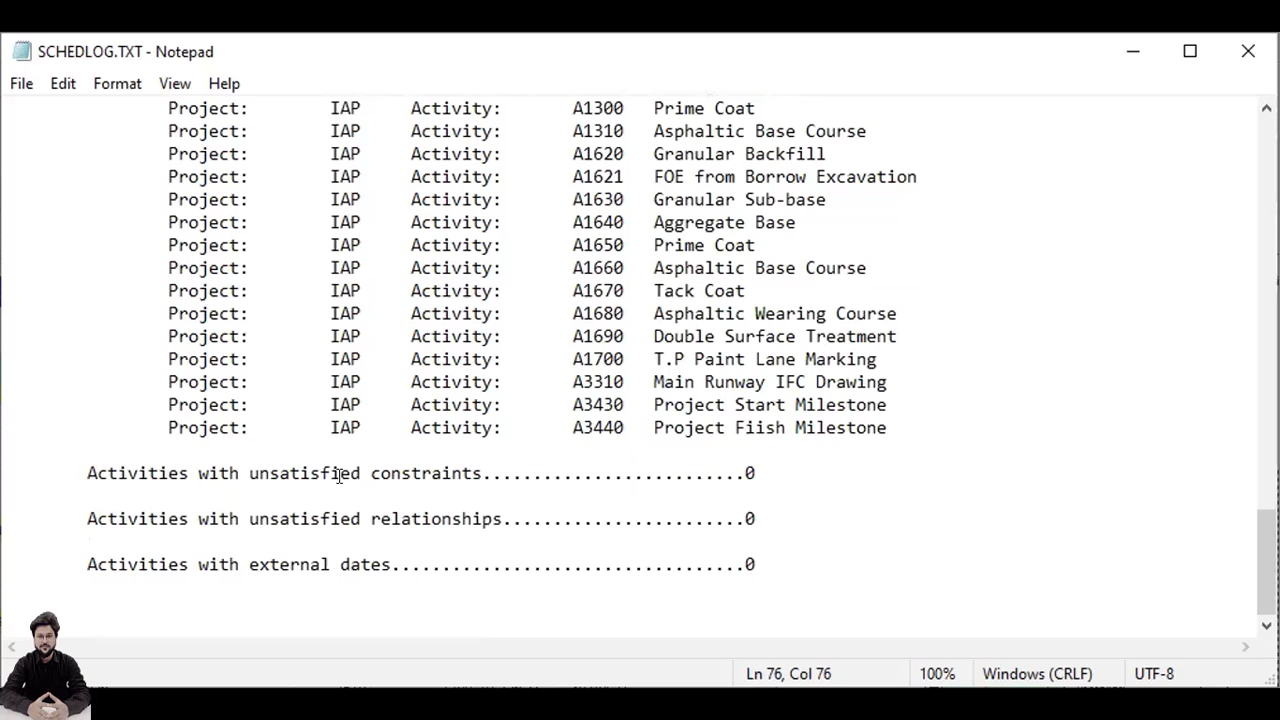 SCHEDLOG.TXT - Notepad
File Edit Format View Help
Project: IAP Activity: A1300 Prime Coat
Project: IAP Activity: A1310 Asphaltic Base Course
Project: IAP Activity: A1620 Granular Backfill
Project: IAP Activity: A1621 FOE from Borrow Excavation
Project: IAP Activity: A1630 Granular Sub-base
Project: IAP Activity: A1640 Aggregate Base
Project: IAP Activity: A1650 Prime Coat
Project: IAP Activity: A1660 Asphaltic Base Course
Project: IAP Activity: A1670 Tack Coat
Project: IAP Activity: A1680 Asphaltic Wearing Course
Project: IAP Activity: A1690 Double Surface Treatment
Project: IAP Activity: A1700 T.P Paint Lane Marking
Project: IAP Activity: A3310 Main Runway IFC Drawing
Project: IAP Activity: A3430 Project Start Milestone
Project: IAP Activity: A3440 Project Fiish Milestone
Activities with unsatisfied constraints..........................0
Activities with unsatisfied relationships........................0
Activities with external dates...................................0
Ln 76, Col 76 100% Windows (CRLF) UTF-8